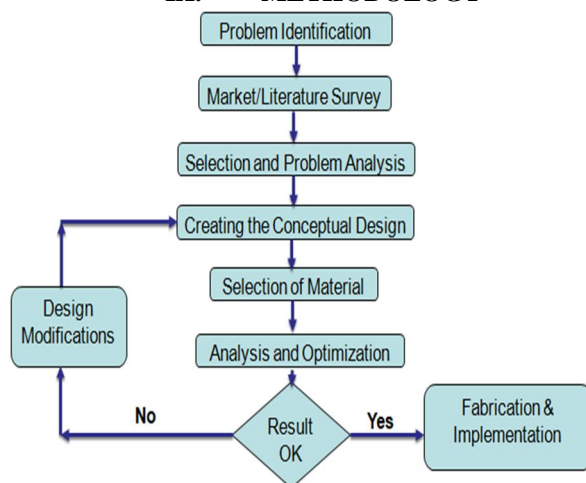 Problem Identification
Market/Literature Survey
Selection and Problem Analysis
Creating the Conceptual Design
Selection of Material
Design
Modifications
Analysis and Optimization
No
Result
OK
Yes
Fabrication &
Implementation